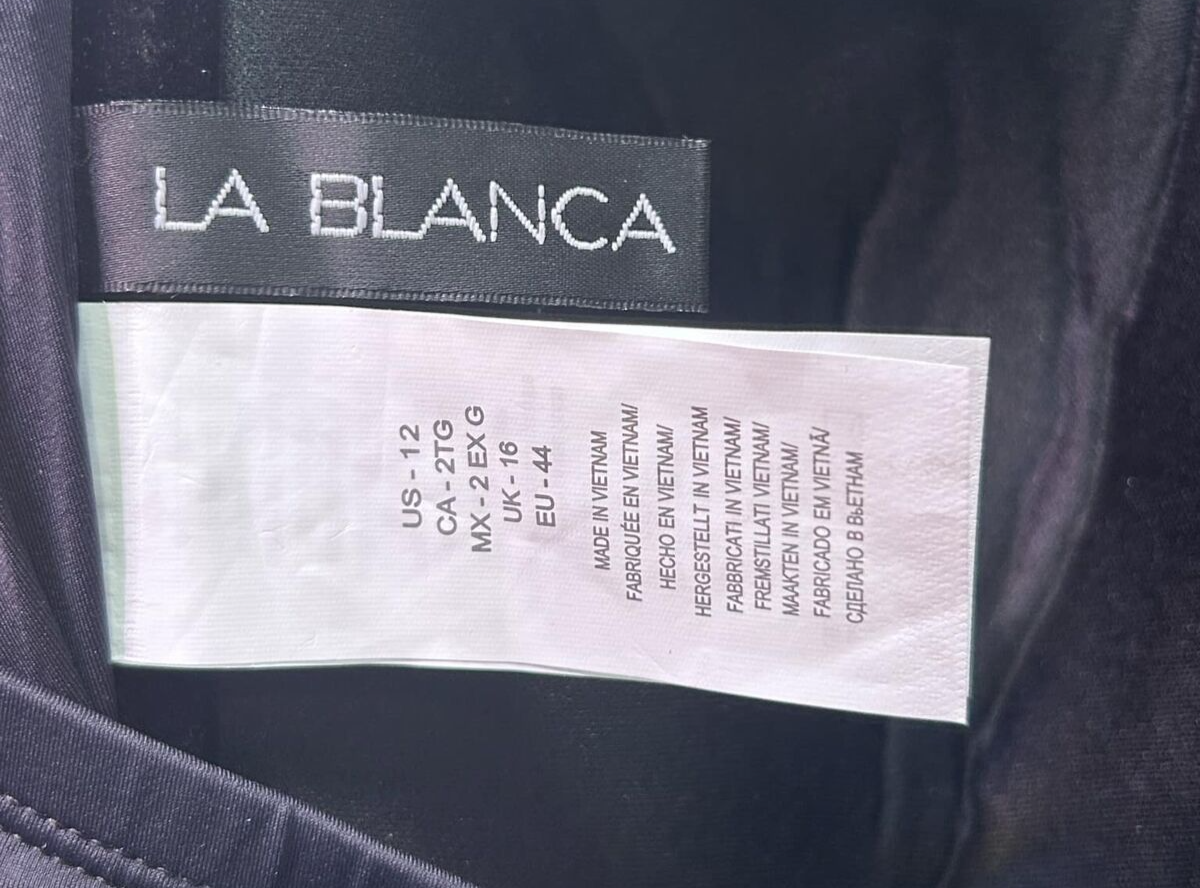 LA BLANCA
US - 12
CA - 2TG
MX - 2 EX G
UK - 16
EU - 44
MADE IN VIETNAM
FABRIQUÉE EN VIETNAM/
HECHO EN VIETNAM/
HERGESTELLT IN VIETNAM
FABBRICATI IN VIETNAM/
FREMSTILLATI VIETNAM/
MAAKTEN IN VIETNAM/
FABRICADO EM VIETNÃ/
СДЕЛАНО В ВЬЕТНАМ